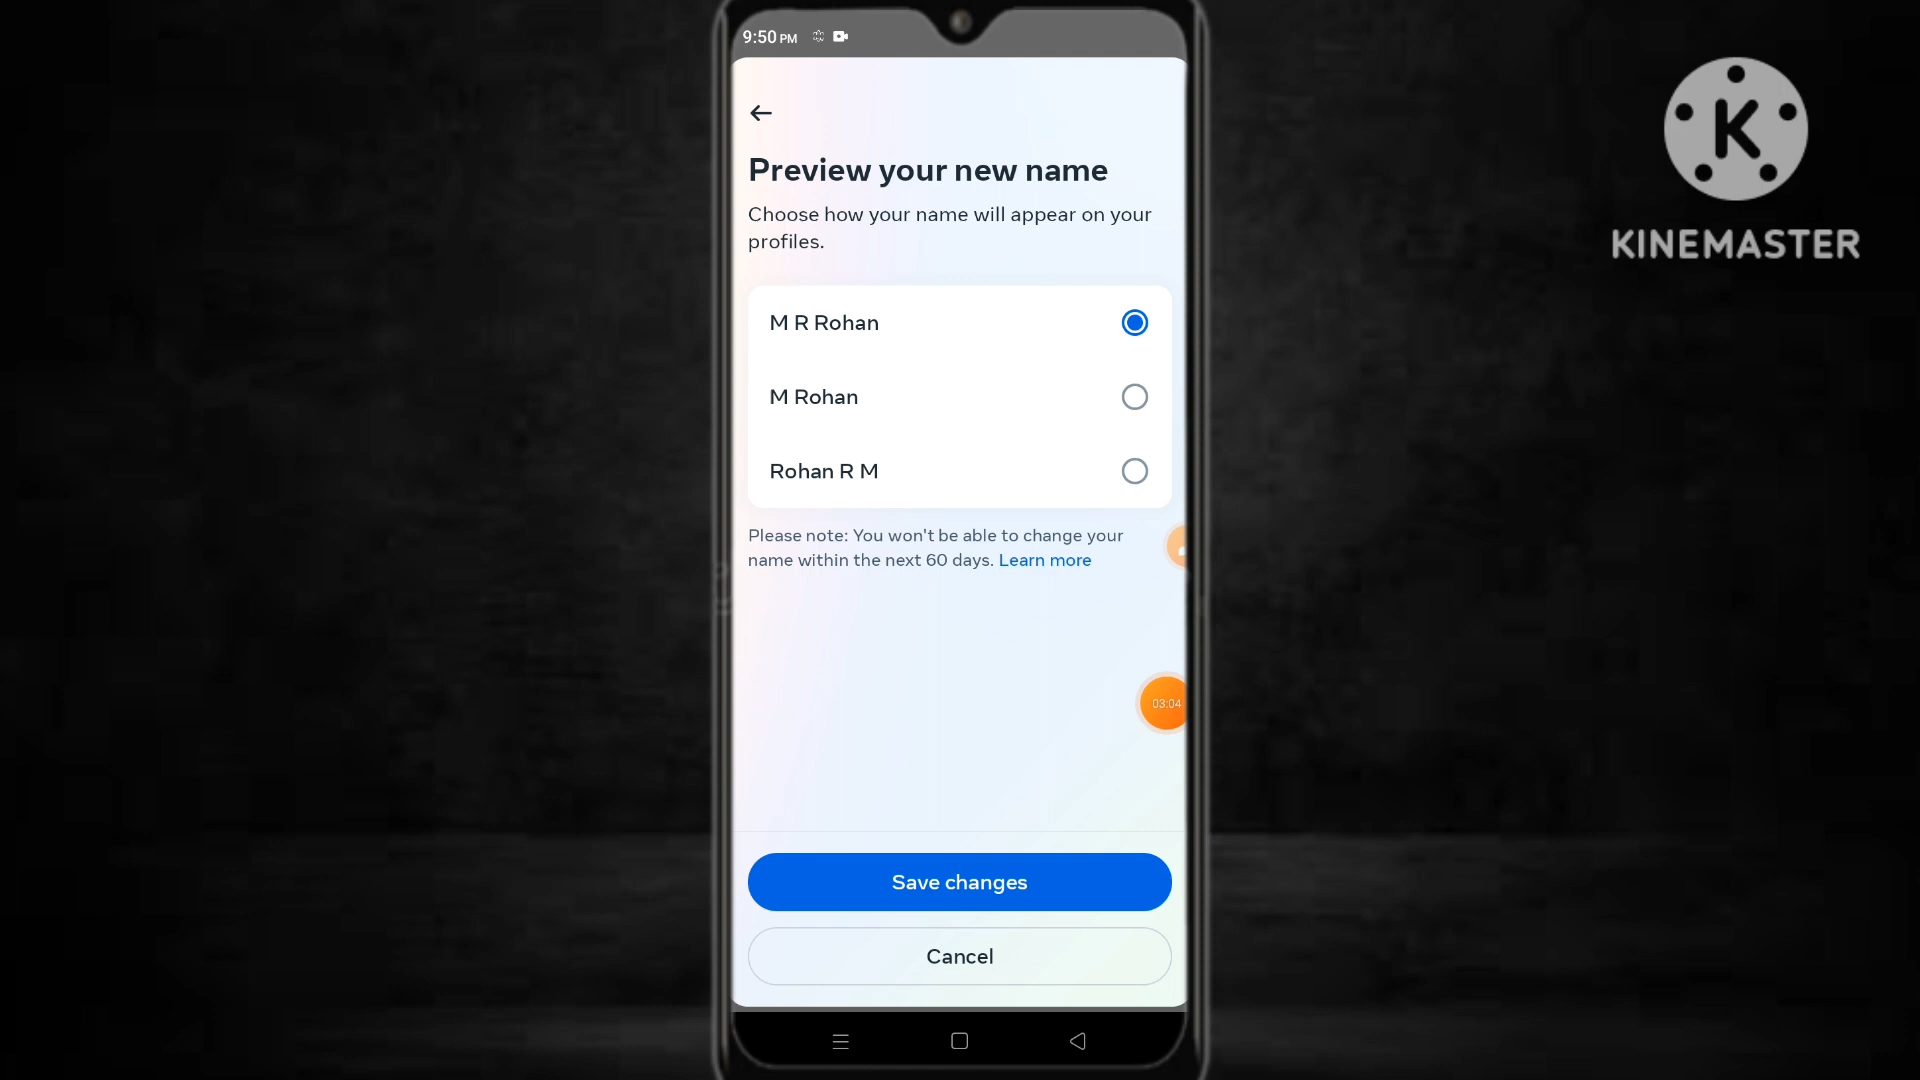 9:50 PM
KINEMASTER
Preview your new name
Choose how your name will appear on your
profiles.
M R Rohan
M Rohan
Rohan R M
Please note: You won't be able to change your
name within the next 60 days. Learn more
03:04
Save changes
Cancel